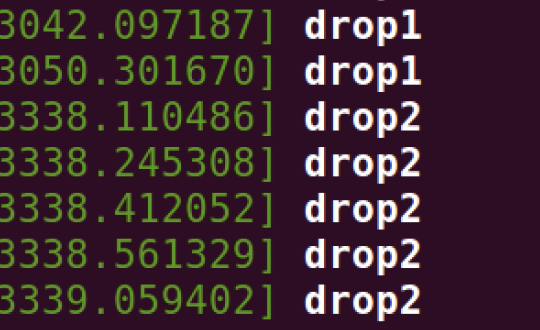 3042.097187] drop1
3050.301670] drop1
3338.110486] drop2
3338.245308] drop2
3338.412052] drop2
3338.561329] drop2
3339.059402] drop2